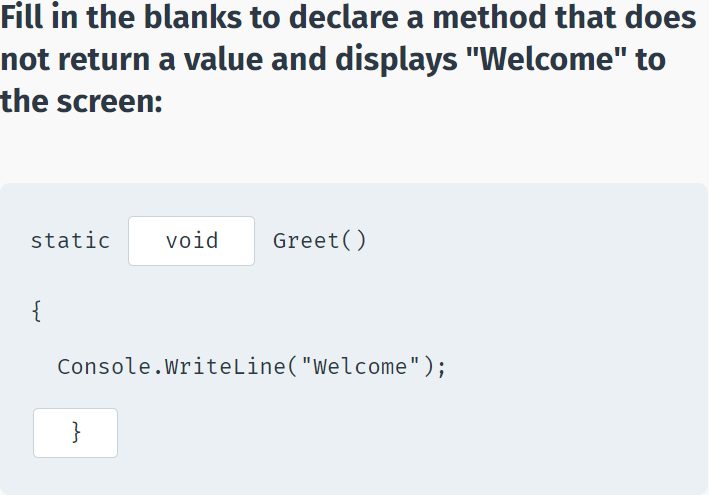 Fill in the blanks to declare a method that does
not return a value and displays "Welcome" to
the screen:
static void Greet()
{
Console.WriteLine("Welcome");
}